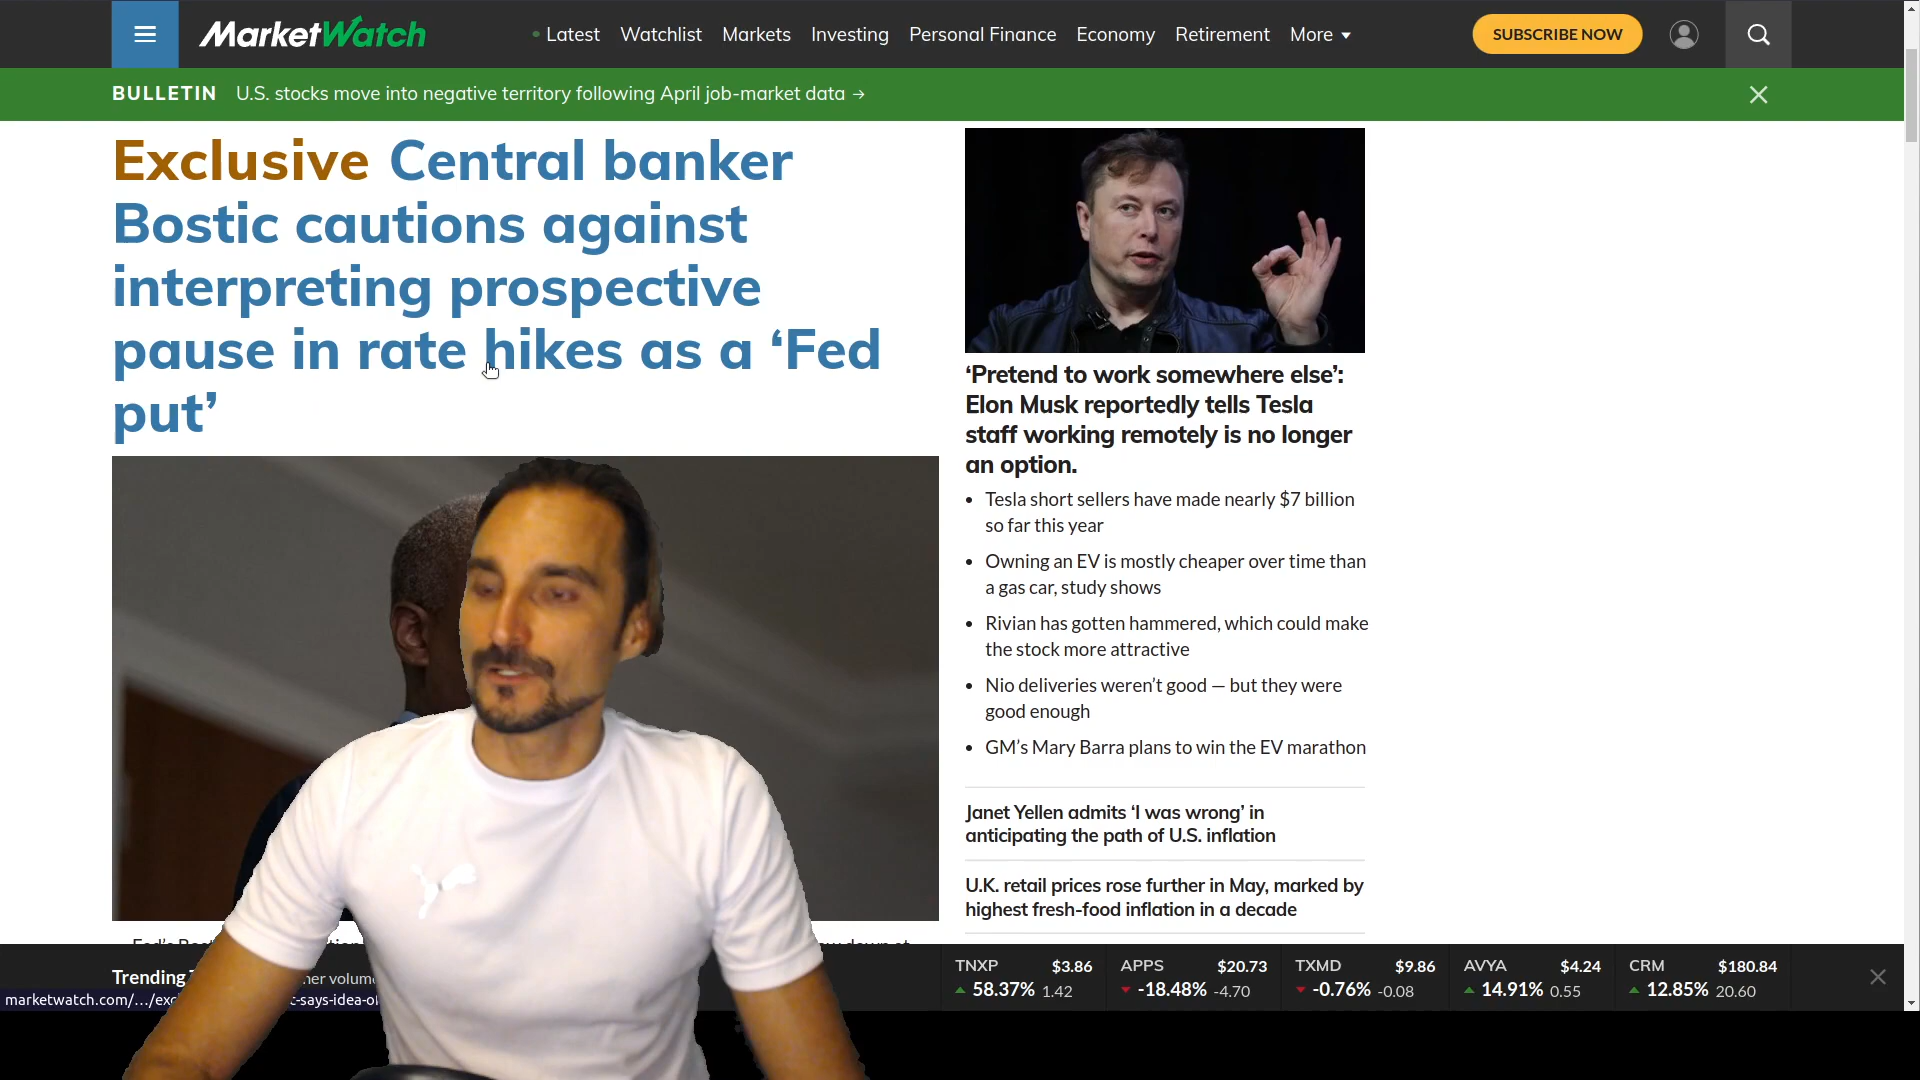 MarketWatch
Latest Watchlist Markets Investing Personal Finance Economy Retirement More
SUBSCRIBE NOW
BULLETIN U.S. stocks move into negative territory following April job-market data →
Exclusive Central banker
Bostic cautions against
interpreting prospective
pause in rate hikes as a ‘Fed
put’
‘Pretend to work somewhere else’:
Elon Musk reportedly tells Tesla
staff working remotely is no longer
an option.
• Tesla short sellers have made nearly $7 billion
so far this year
• Owning an EV is mostly cheaper over time than
a gas car, study shows
• Rivian has gotten hammered, which could make
the stock more attractive
• Nio deliveries weren’t good — but they were
good enough
• GM’s Mary Barra plans to win the EV marathon
Janet Yellen admits ‘I was wrong’ in
anticipating the path of U.S. inflation
U.K. retail prices rose further in May, marked by
highest fresh-food inflation in a decade
Trending
TNXP $3.86
58.37% 1.42
APPS $20.73
-18.48% -4.70
TXMD $9.86
-0.76% -0.08
AVYA $4.24
14.91% 0.55
CRM $180.84
12.85% 20.60
marketwatch.com/…/exc t-says-idea-o